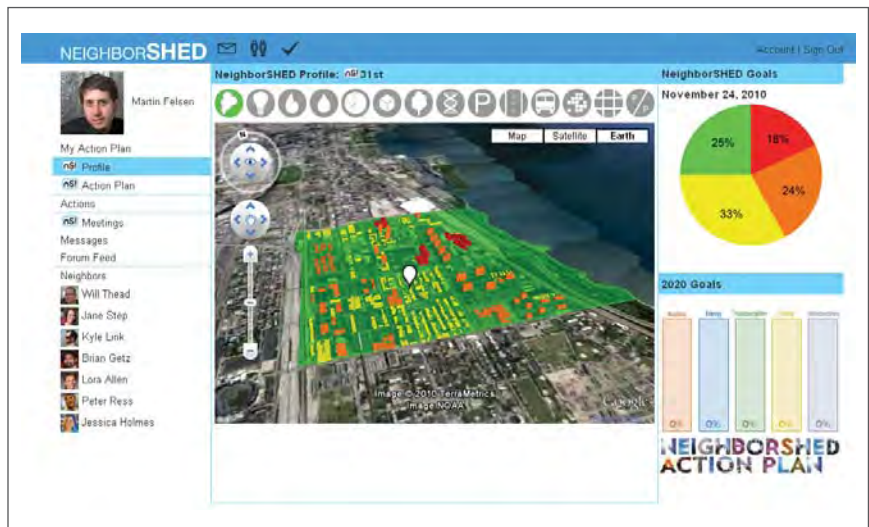 NEIGHBORSHED
Account | Sign Out
Martin Felsen
My Action Plan
nS! Profile
nS! Action Plan
Actions
nS! Meetings
Messages
Forum Feed
Neighbors
Will Thead
Jane Step
Kyle Link
Brian Getz
Lora Allen
Peter Ress
Jessica Holmes
NeighborSHED Profile: nS! 31st
P
N
Map
Satellite
Earth
Image © 2010 TerraMetrics
Image NOAA
Google
NeighborSHED Goals
November 24, 2010
25%
18%
24%
33%
2020 Goals
0%
0%
0%
0%
0%
NEIGHBORSHED
ACTION PLAN